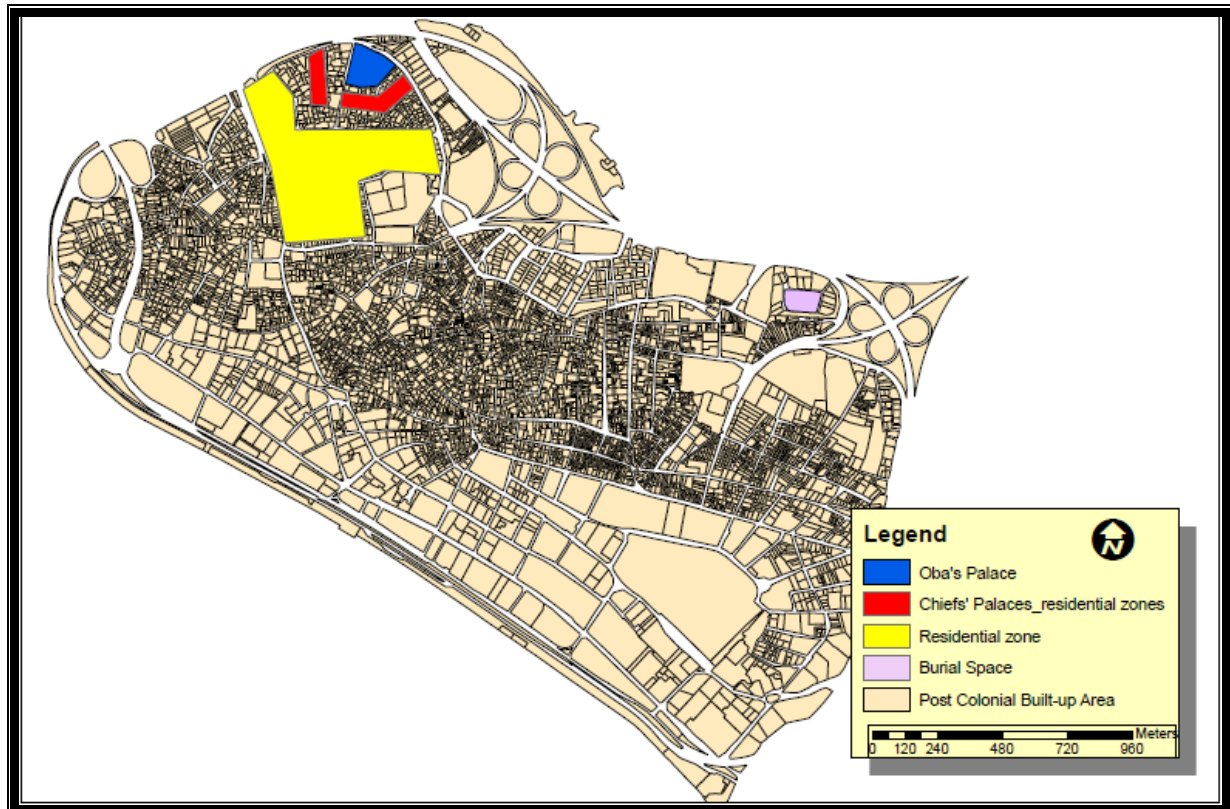 Legend
N
Oba's Palace
Chiefs' Palaces_residential zones
Residential zone
Burial Space
Post Colonial Built-up Area
Meters
0 120 240 480 720 960